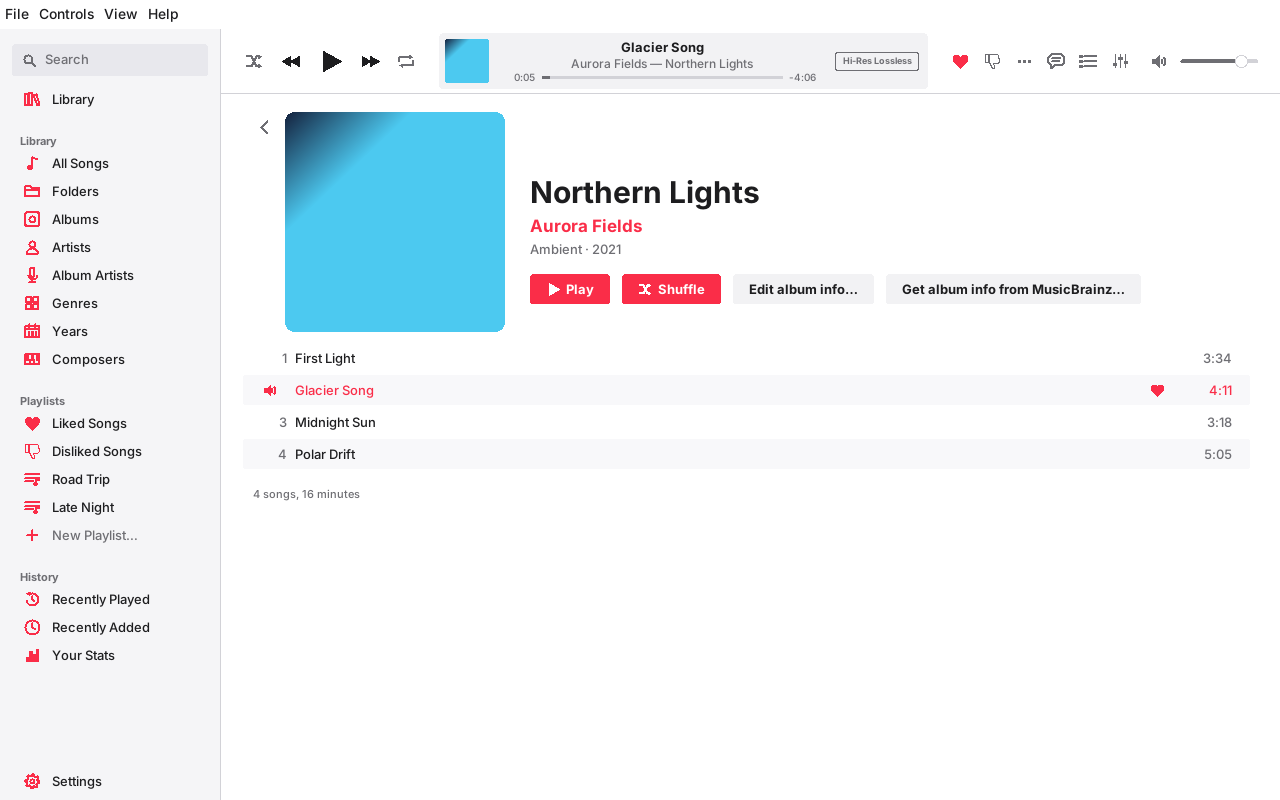 File Controls View Help
Search
Library
Library
All Songs
Folders
Albums
Artists
Album Artists
Genres
Years
Composers
Playlists
Liked Songs
Disliked Songs
Road Trip
Late Night
New Playlist...
History
Recently Played
Recently Added
Your Stats
Settings
Glacier Song
Aurora Fields — Northern Lights
0:05 -4:06
Hi-Res Lossless
Northern Lights
Aurora Fields
Ambient · 2021
Play Shuffle Edit album info... Get album info from MusicBrainz...
1 First Light 3:34
Glacier Song 4:11
3 Midnight Sun 3:18
4 Polar Drift 5:05
4 songs, 16 minutes